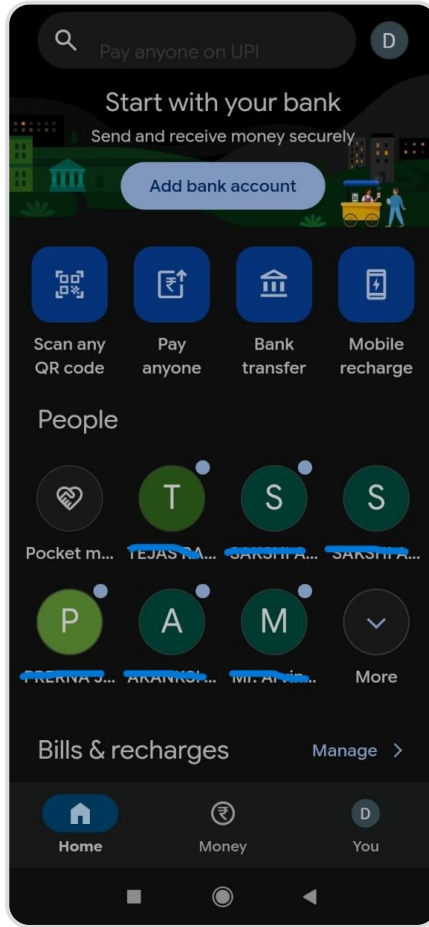 Pay anyone on UPI
D
Start with your bank
Send and receive money securely
Add bank account
Scan any QR code
Pay anyone
Bank transfer
Mobile recharge
People
T
S
S
Pocket m...
P
A
M
More
Bills & recharges
Manage
D
Home
Money
You